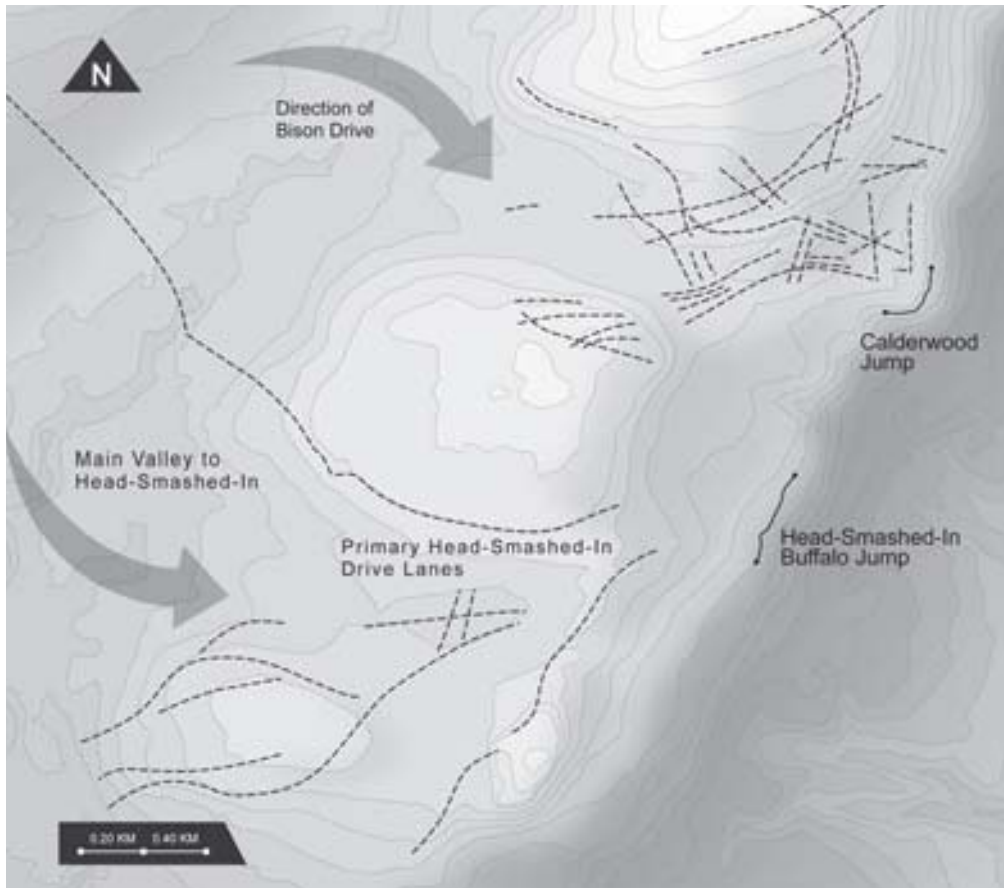 N
Direction of
Bison Drive
Calderwood
Jump
Main Valley to
Head-Smashed-In
Primary Head-Smashed-In
Drive Lanes
Head-Smashed-In
Buffalo Jump
0.20 KM 0.40 KM